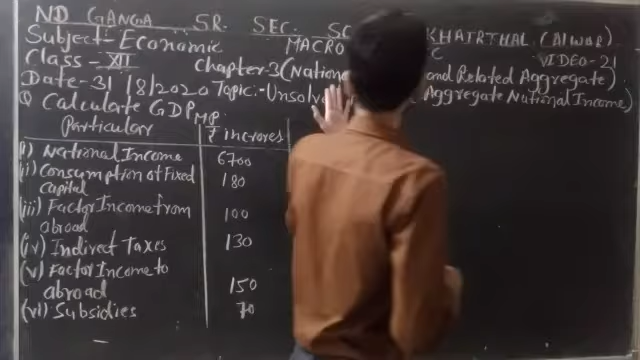 ND GANGA SR. SEC. SC KHAIRTHAL (ALWAR)
Subject:- Economic MACRO C VIDEO-21
Class - XII Chapter-3 (Nation and Related Aggregate)
Date-31/8/2020 Topic:-Unsolv Aggregate National Income)
Calculate GDP MP.
Particular ₹ in crores
(i) National Income 6700
(ii) Consumption of Fixed
Capital 180
(iii) Factor Income from
abroad 100
(iv) Indirect Taxes 130
(v) Factor Income to
abroad 150
(vi) Subsidies 70